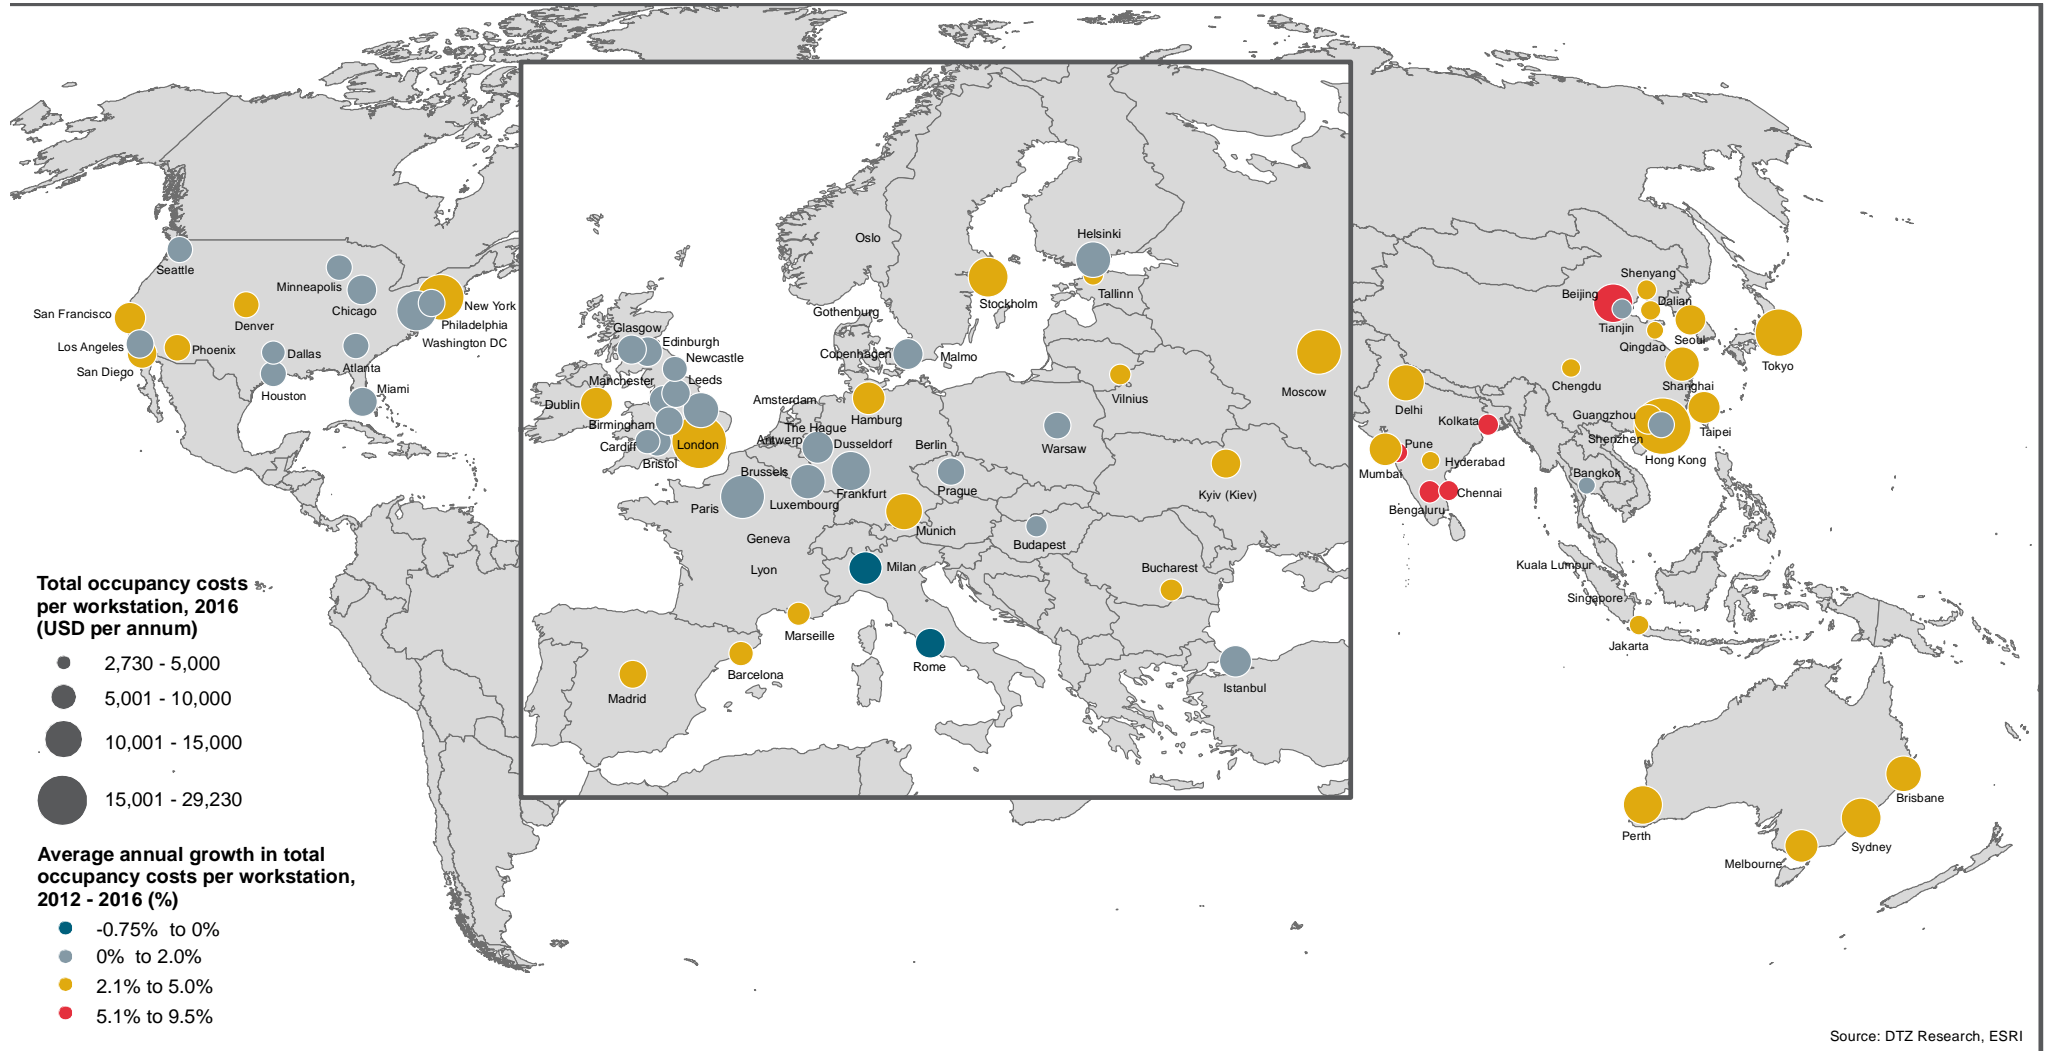 Seattle
San Francisco
Los Angeles
San Diego
Phoenix
Denver
Minneapolis
Chicago
Dallas
Houston
Atlanta
Miami
New York
Philadelphia
Washington DC
Oslo
Helsinki
Tallinn
Stockholm
Gothenburg
Glasgow
Edinburgh
Newcastle
Copenhagen
Malmo
Moscow
Manchester
Leeds
Dublin
Amsterdam
Hamburg
Vilnius
Birmingham
The Hague
Antwerp
Dusseldorf
Berlin
Warsaw
Cardiff
London
Bristol
Brussels
Frankfurt
Prague
Kyiv (Kiev)
Paris
Luxembourg
Munich
Geneva
Budapest
Lyon
Milan
Bucharest
Marseille
Barcelona
Madrid
Rome
Istanbul
Shenyang
Beijing
Dalian
Tianjin
Qingdao
Seoul
Tokyo
Chengdu
Shanghai
Delhi
Kolkata
Guangzhou
Shenzhen
Taipei
Hong Kong
Pune
Mumbai
Hyderabad
Bangkok
Chennai
Bengaluru
Kuala Lumpur
Singapore
Jakarta
Brisbane
Perth
Sydney
Melbourne
Total occupancy costs
per workstation, 2016
(USD per annum)
2,730 - 5,000
5,001 - 10,000
10,001 - 15,000
15,001 - 29,230
Average annual growth in total
occupancy costs per workstation,
2012 - 2016 (%)
-0.75% to 0%
0% to 2.0%
2.1% to 5.0%
5.1% to 9.5%
Source: DTZ Research, ESRI